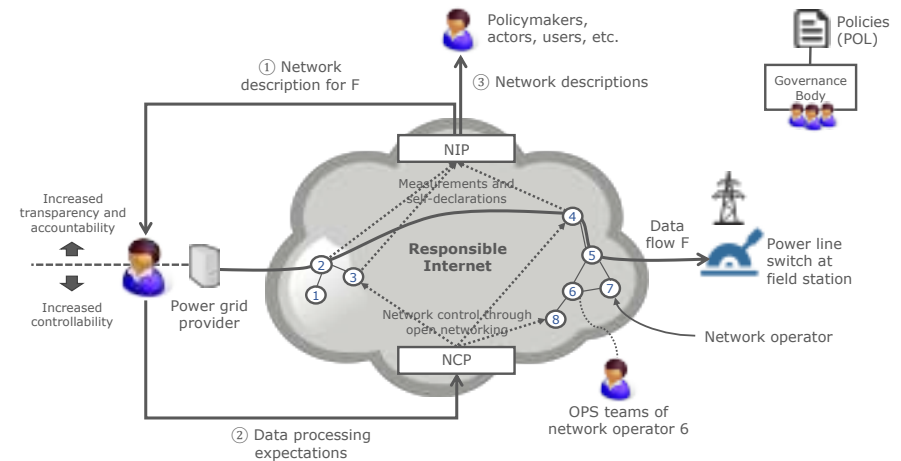 Policymakers,
actors, users, etc.
Policies
(POL)
Governance
Body
① Network
description for F
③ Network descriptions
NIP
Measurements and
self-declarations
Increased
transparency and
accountability
Increased
controllability
Power grid
provider
Responsible
Internet
1
2
3
4
5
6
7
8
Data
flow F
Power line
switch at
field station
Network control through
open networking
NCP
Network operator
OPS teams of
network operator 6
② Data processing
expectations